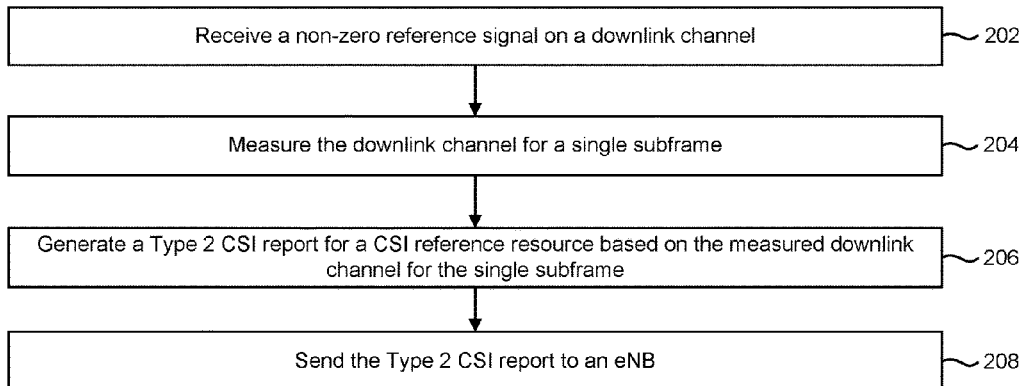 Receive a non-zero reference signal on a downlink channel
202
Measure the downlink channel for a single subframe
204
Generate a Type 2 CSI report for a CSI reference resource based on the measured downlink
channel for the single subframe
206
Send the Type 2 CSI report to an eNB
208